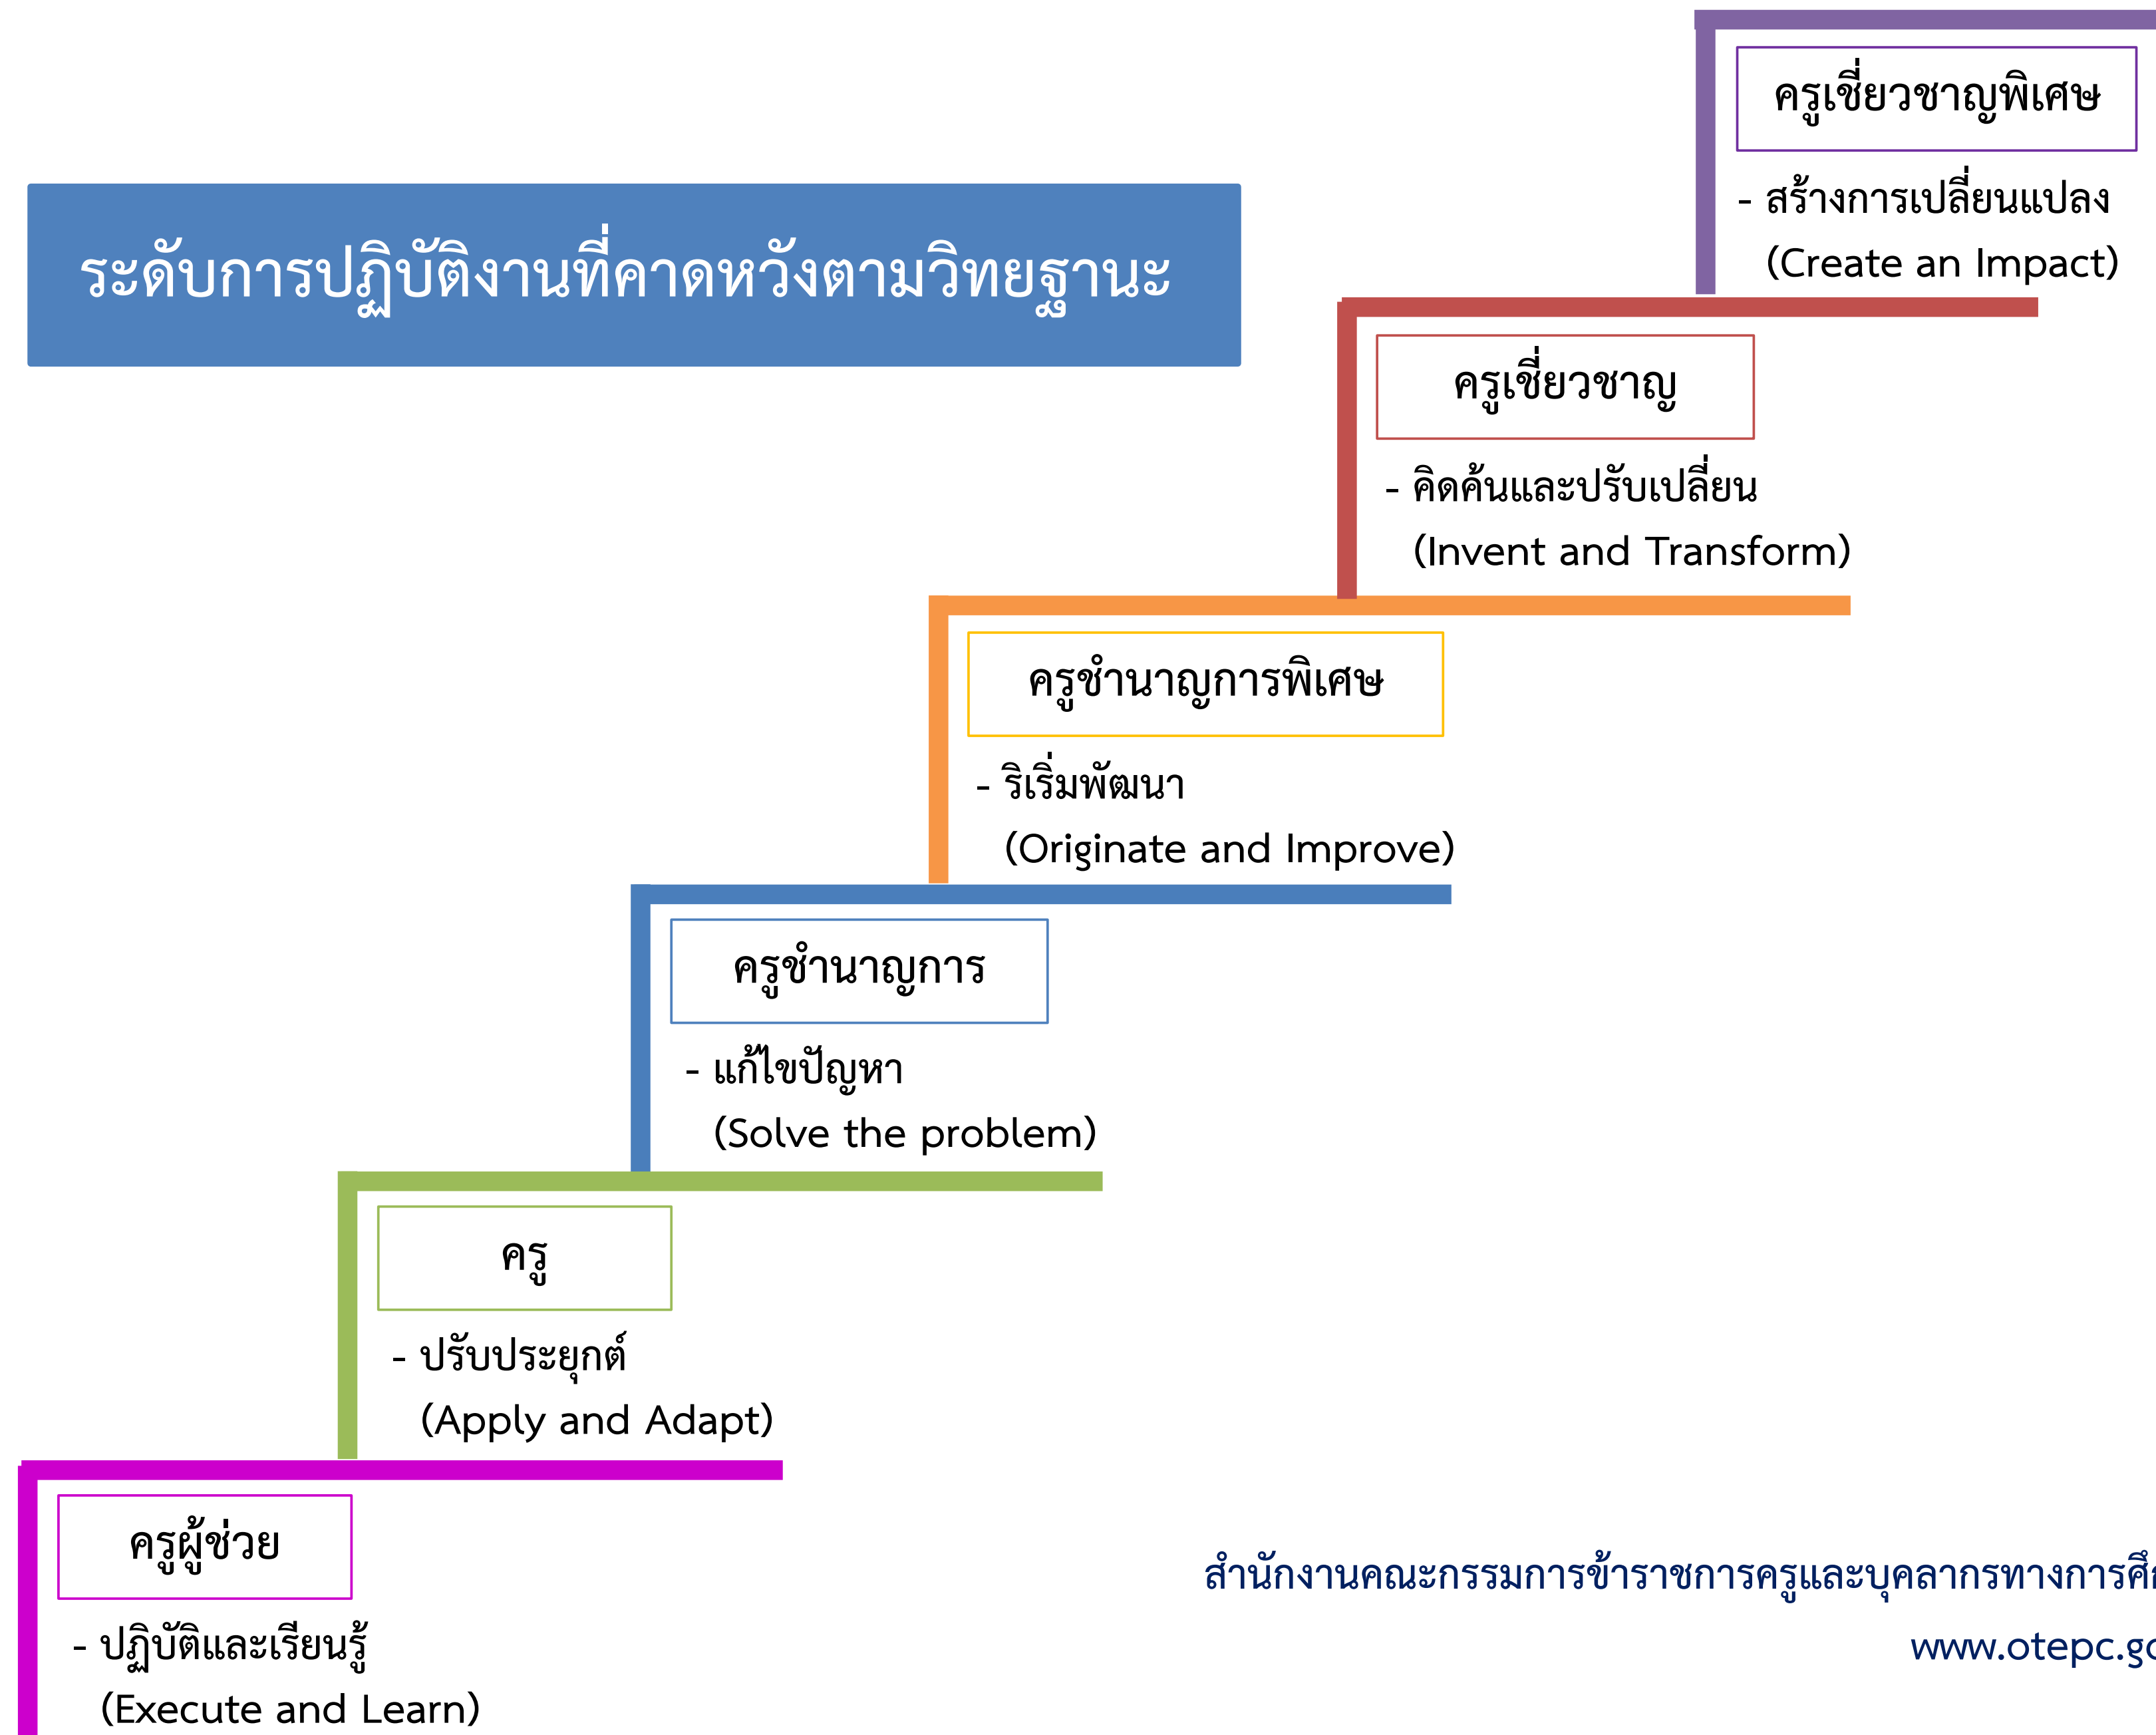 ครูเชี่ยวชาญพิเศษ
- สร้างการเปลี่ยนแปลง
(Create an Impact)
ระดับการปฏิบัติงานที่คาดหวังตามวิทยฐานะ
ครูเชี่ยวชาญ
- คิดค้นและปรับเปลี่ยน
(Invent and Transform)
ครูชำนาญการพิเศษ
- ริเริ่มพัฒนา
(Originate and Improve)
ครูชำนาญการ
- แก้ไขปัญหา
(Solve the problem)
ครู
- ปรับประยุกต์
(Apply and Adapt)
ครูผู้ช่วย
- ปฏิบัติและเรียนรู้
(Execute and Learn)
สำนักงานคณะกรรมการข้าราชการครูและบุคลากรทางการศึ
www.otepc.go